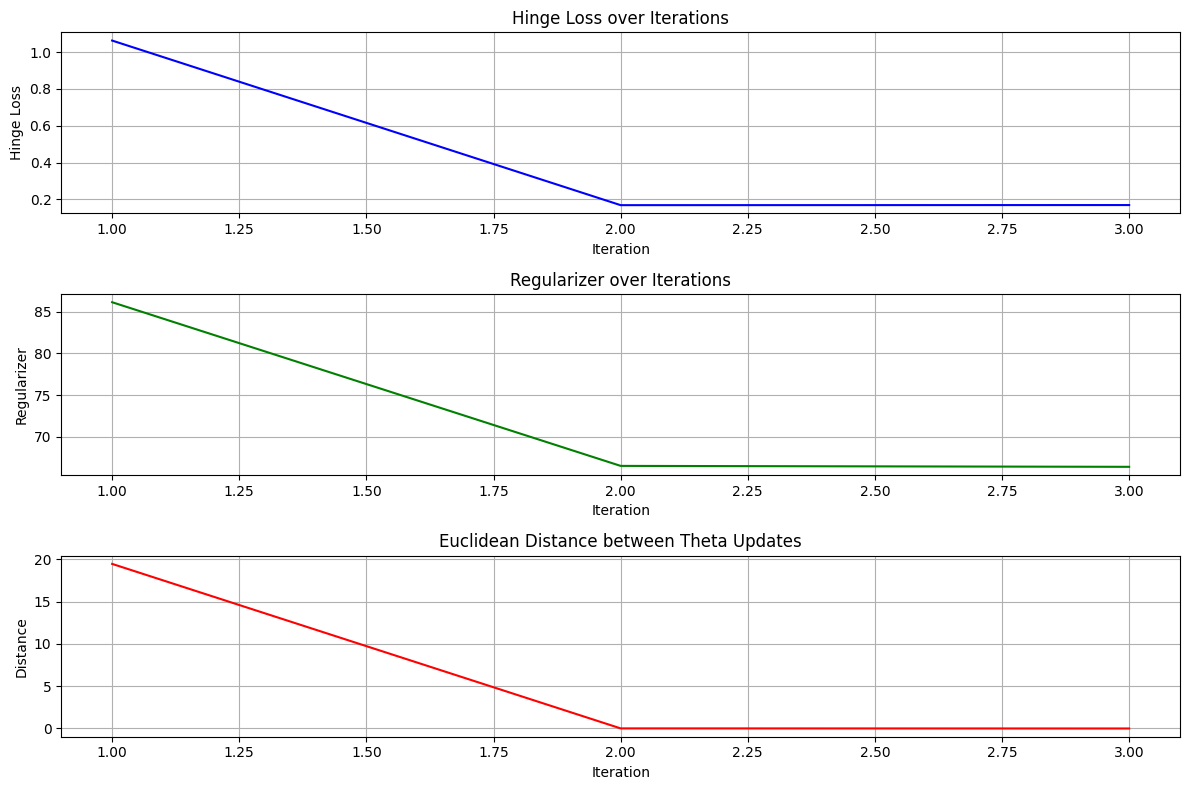 Hinge Loss over Iterations
Hinge Loss
1.0
0.8
0.6
0.4
0.2
1.00 1.25 1.50 1.75 2.00 2.25 2.50 2.75 3.00
Iteration
Regularizer over Iterations
Regularizer
85
80
75
70
1.00 1.25 1.50 1.75 2.00 2.25 2.50 2.75 3.00
Iteration
Euclidean Distance between Theta Updates
Distance
20
15
10
5
0
1.00 1.25 1.50 1.75 2.00 2.25 2.50 2.75 3.00
Iteration